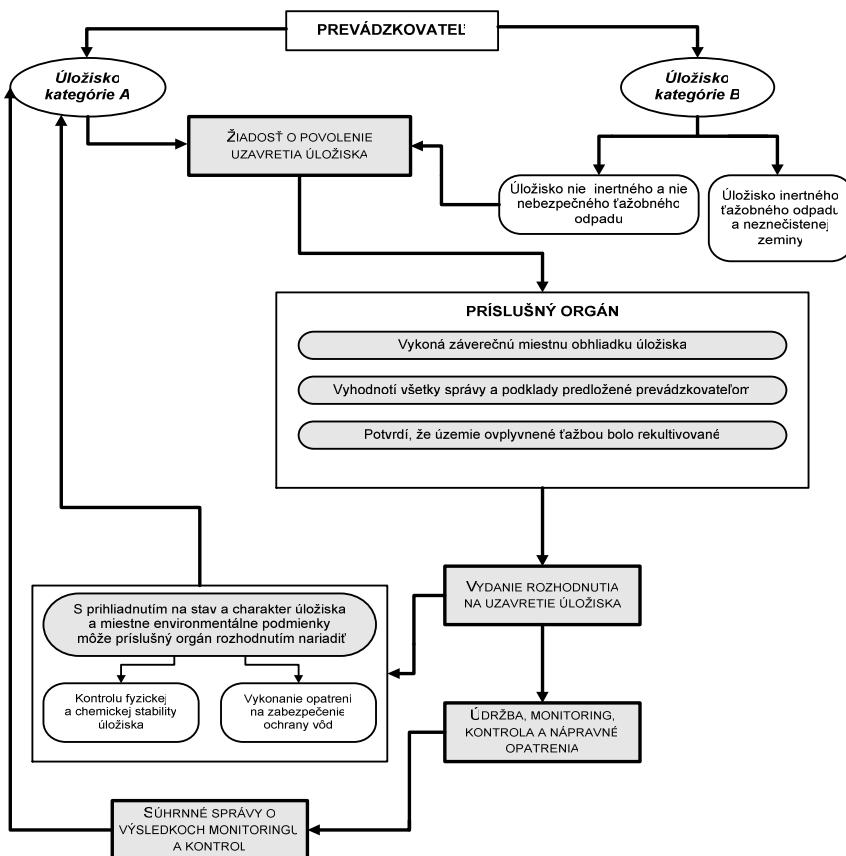 PREVÁDZKOVATEĽ
Úložisko
kategórie A
Úložisko
kategórie B
ŽIADOSŤ O POVOLENIE
UZAVRETIA ÚLOŽISKA
Úložisko nie inertného a nie
nebezpečného ťažobného
odpadu
Úložisko inertného
ťažobného odpadu
a neznečistenej
zeminy
PRÍSLUŠNÝ ORGÁN
Vykoná záverečnú miestnu obhliadku úložiska
Vyhodnotí všetky správy a podklady predložené prevádzkovateľom
Potvrdí, že územie ovplyvnené ťažbou bolo rekultivované
VYDANIE ROZHODNUTIA
NA UZAVRETIE ÚLOŽISKA
S prihliadnutím na stav a charakter úložiska
a miestne environmentálne podmienky
môže príslušný orgán rozhodnutím nariadiť
Kontrolu fyzickej
a chemickej stability
úložiska
Vykonanie opatrení
na zabezpečenie
ochrany vôd
ÚDRŽBA, MONITORING,
KONTROLA A NÁPRAVNÉ
OPATRENIA
SÚHRNNÉ SPRÁVY O
VÝSLEDKOCH MONITORINGU
A KONTROL